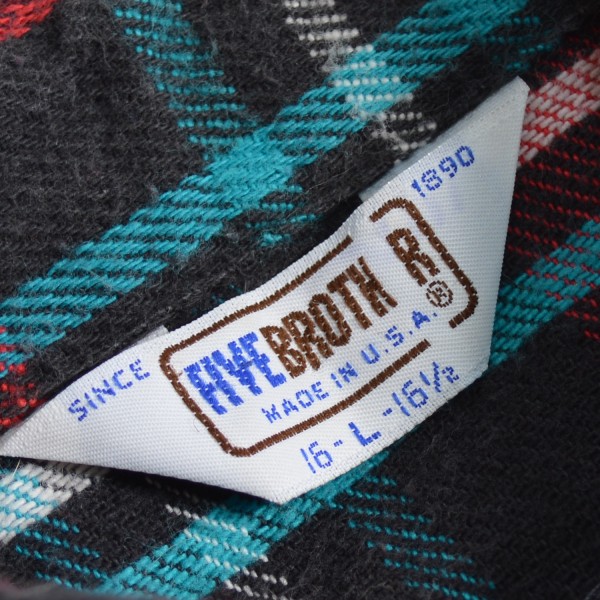 SINCE 1890
FIVE BROTHER ®
MADE IN U.S.A.
16-L-16½